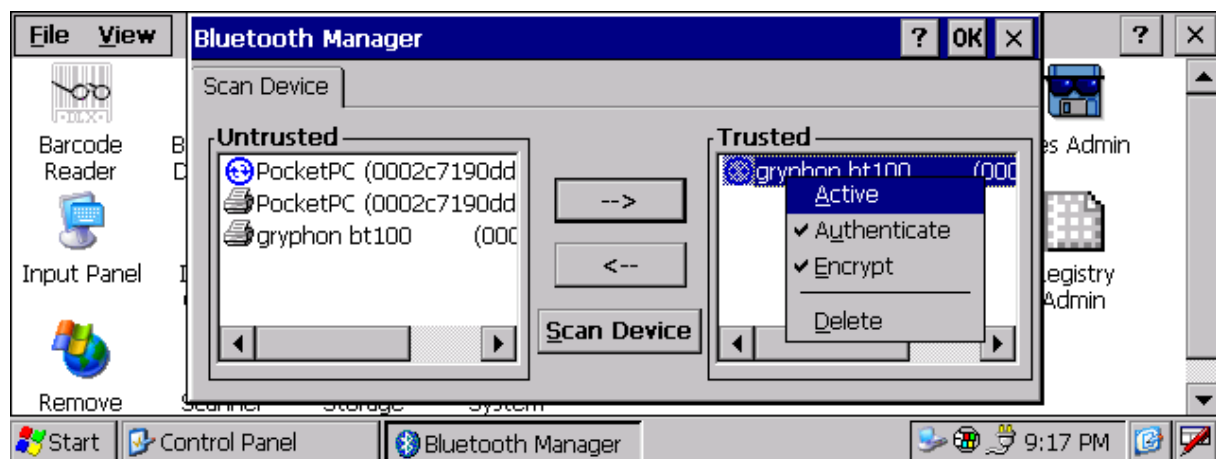 File View
Bluetooth Manager
? OK ×
? ×
Scan Device
Barcode
Reader
Untrusted
PocketPC (0002c7190dd
PocketPC (0002c7190dd
gryphon bt100 (000
-->
<--
Scan Device
Trusted
gryphon bt100 (000
Active
Authenticate
Encrypt
Delete
Admin
Input Panel
Admin
Remove
System
Start
Control Panel
Bluetooth Manager
9:17 PM